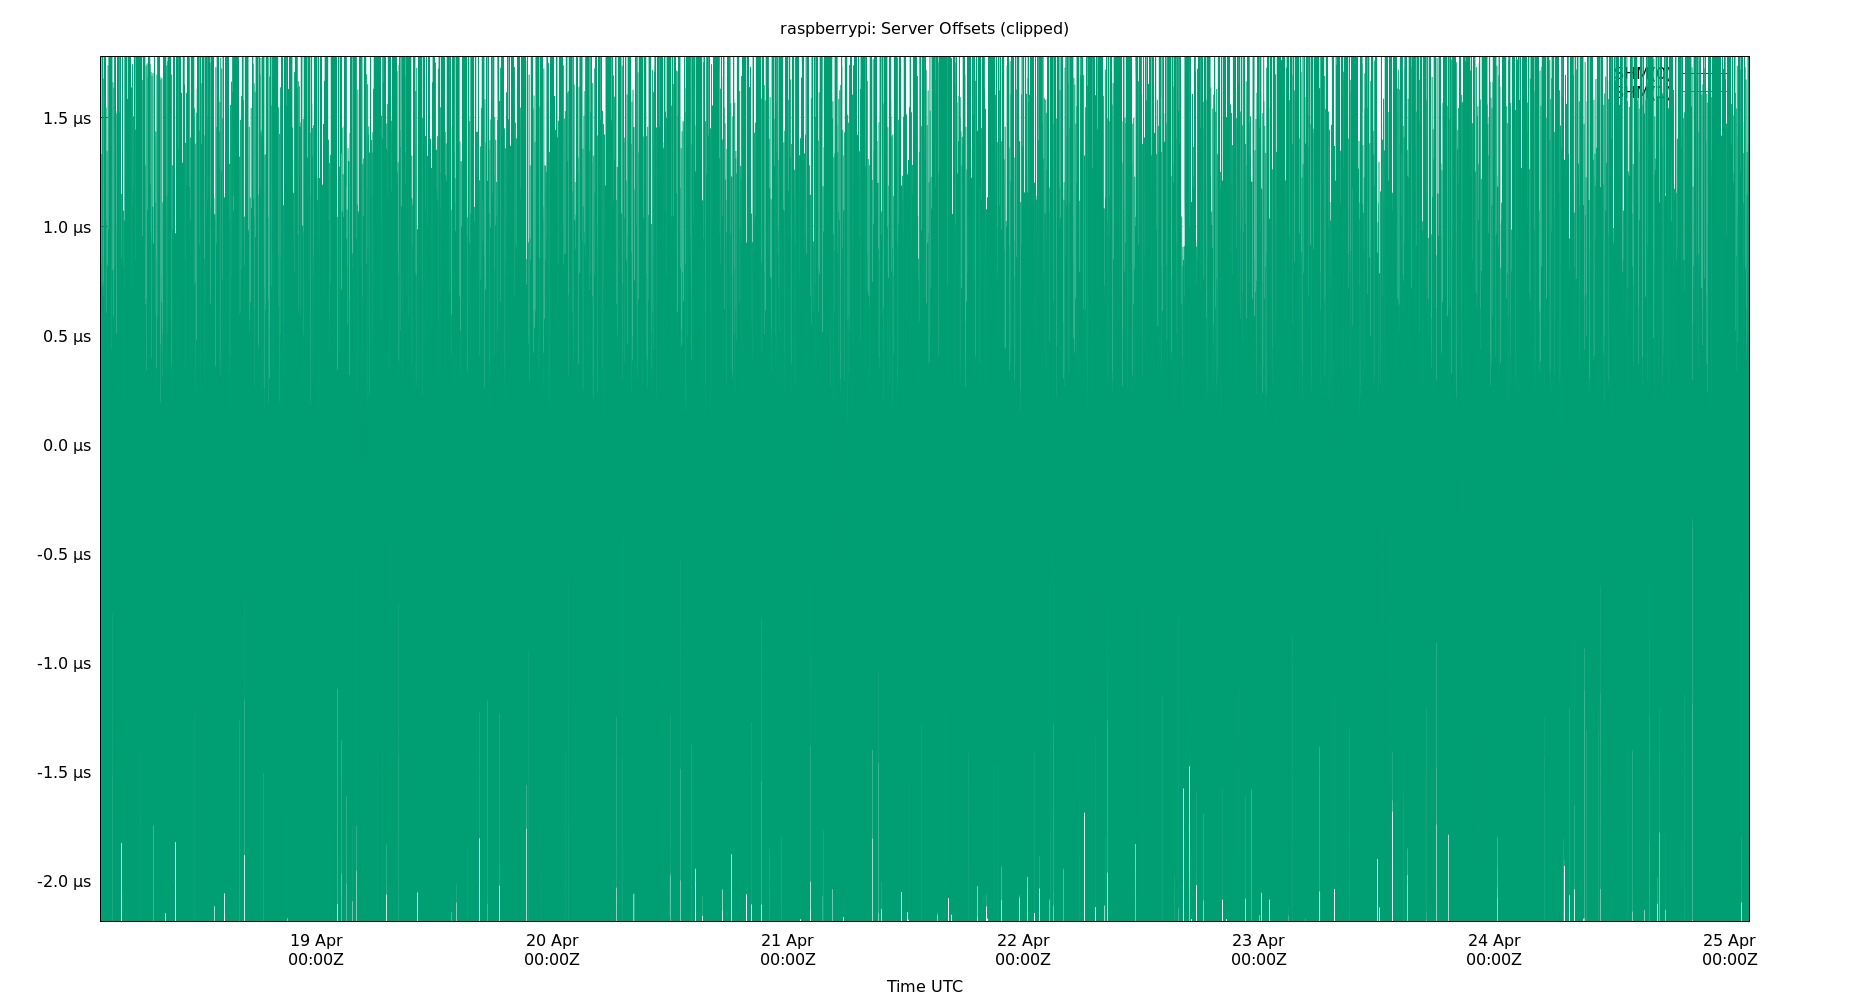 raspberrypi: Server Offsets (clipped)
SHM(0)
1.5 µs
1.0 µs
0.5 µs
0.0 µs
-0.5 µs
-1.0 µs
-1.5 µs
-2.0 µs
19 Apr 20 Apr 21 Apr 22 Apr 23 Apr 24 Apr 25 Apr
00:00Z 00:00Z 00:00Z 00:00Z 00:00Z 00:00Z 00:00Z
Time UTC